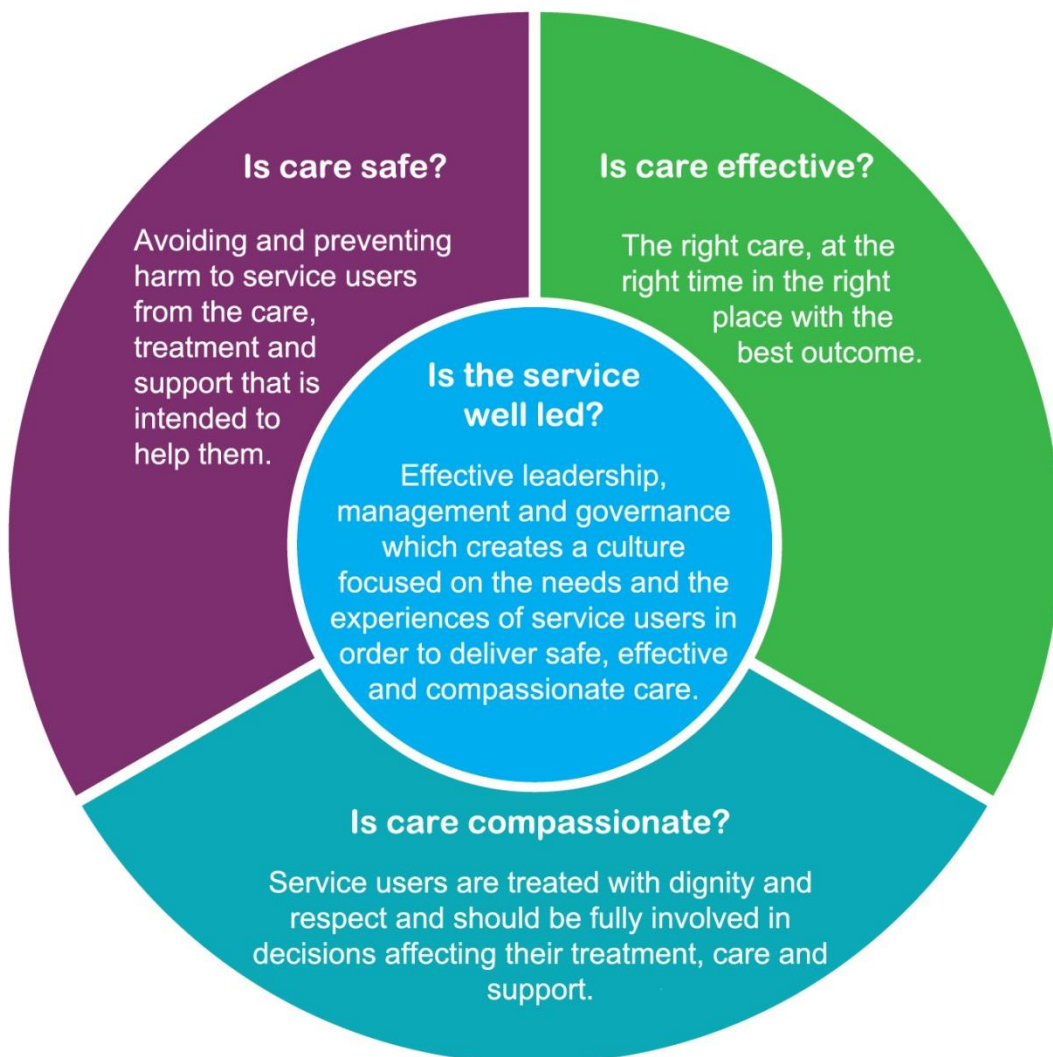 Is care safe?
Avoiding and preventing
harm to service users
from the care,
treatment and
support that is
intended to
help them.
Is care effective?
The right care, at the
right time in the right
place with the
best outcome.
Is the service
well led?
Effective leadership,
management and governance
which creates a culture
focused on the needs and the
experiences of service users in
order to deliver safe, effective
and compassionate care.
Is care compassionate?
Service users are treated with dignity and
respect and should be fully involved in
decisions affecting their treatment, care and
support.